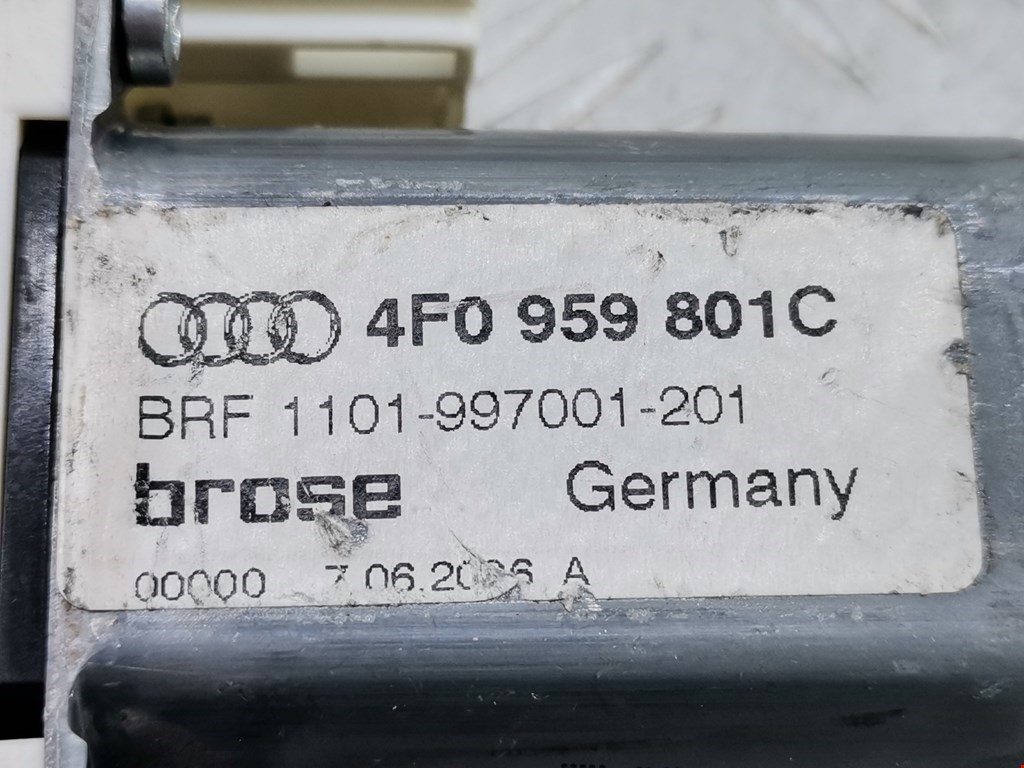 4F0 959 801C
BRF 1101-997001-201
brose Germany
00000 A